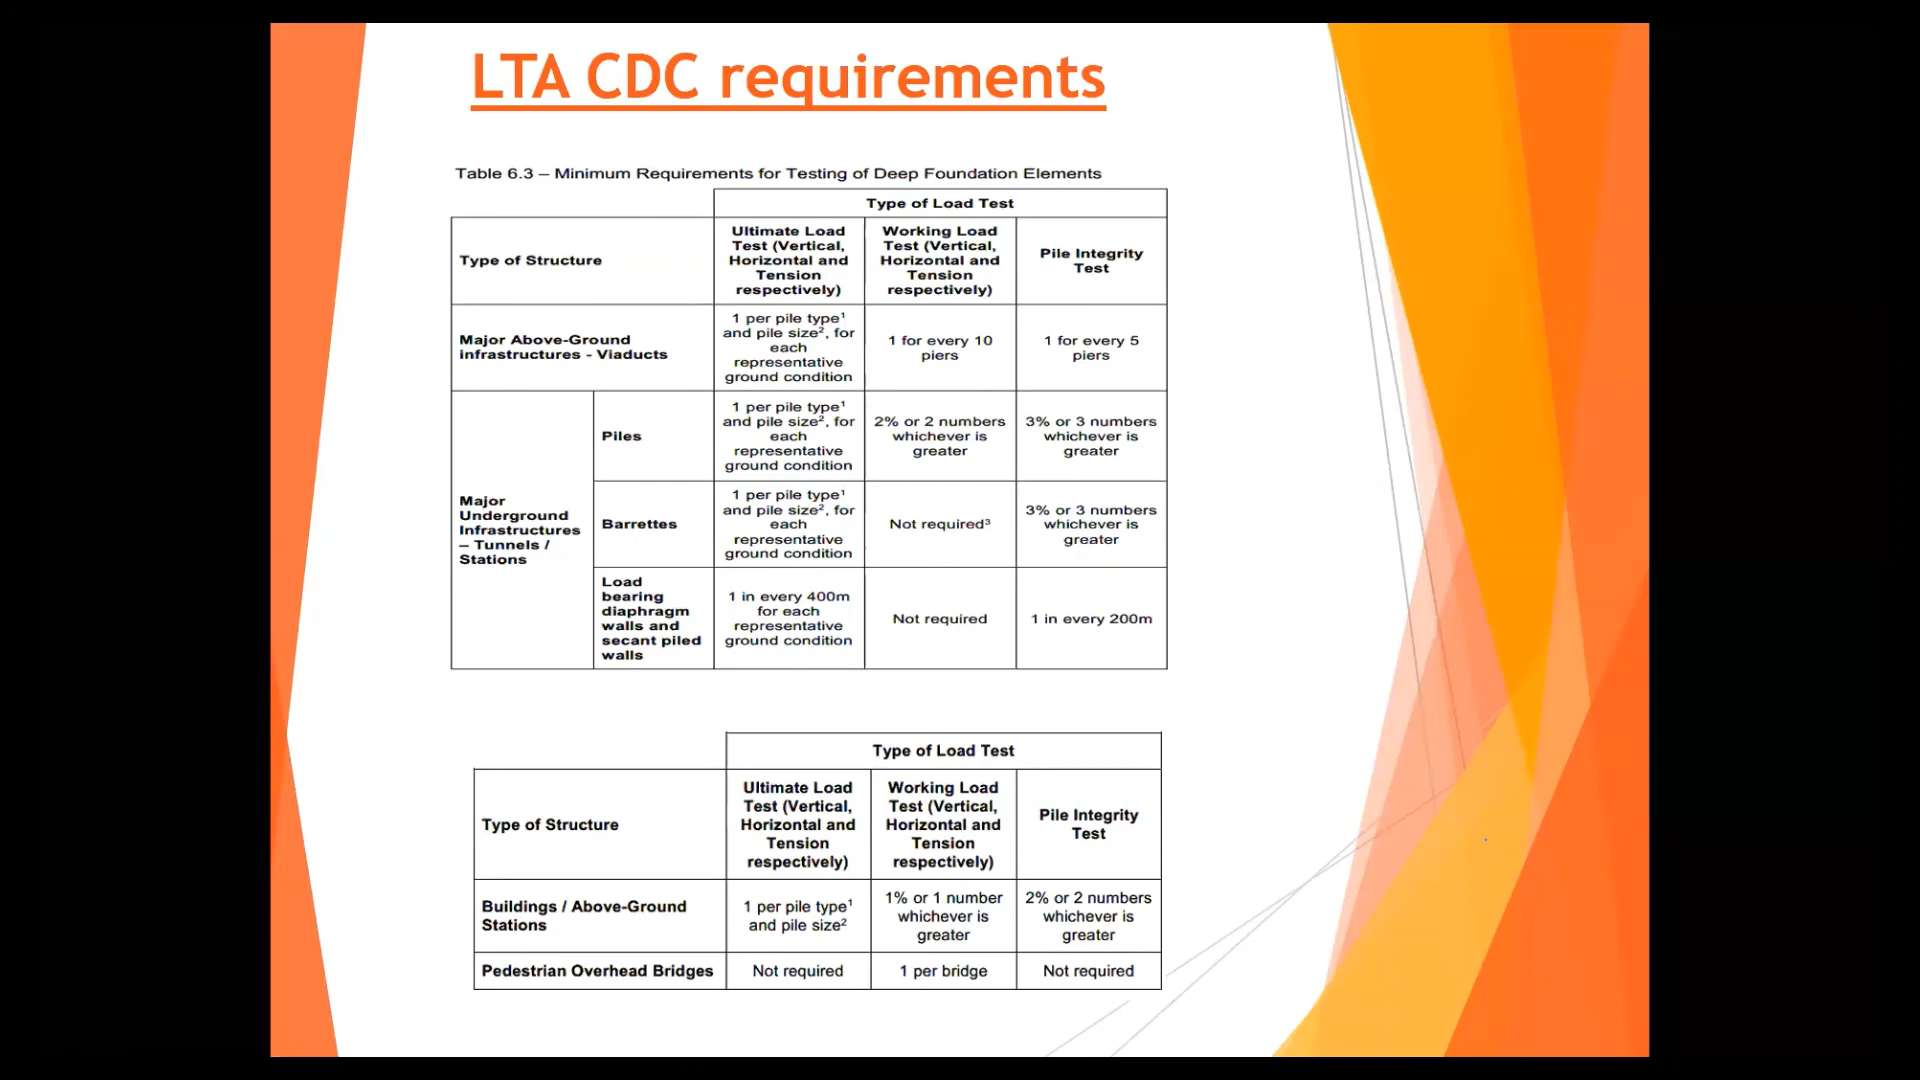 LTA CDC requirements
Table 6.3 – Minimum Requirements for Testing of Deep Foundation Elements
Type of Load Test
Type of Structure
Ultimate Load
Test (Vertical,
Horizontal and
Tension
respectively)
Working Load
Test (Vertical,
Horizontal and
Tension
respectively)
Pile Integrity
Test
Major Above-Ground
infrastructures - Viaducts
1 per pile type¹
and pile size², for
each
representative
ground condition
1 for every 10
piers
1 for every 5
piers
Major
Underground
Infrastructures
– Tunnels /
Stations
Piles
1 per pile type¹
and pile size², for
each
representative
ground condition
2% or 2 numbers
whichever is
greater
3% or 3 numbers
whichever is
greater
Barrettes
1 per pile type¹
and pile size², for
each
representative
ground condition
Not required³
3% or 3 numbers
whichever is
greater
Load
bearing
diaphragm
walls and
secant piled
walls
1 in every 400m
for each
representative
ground condition
Not required
1 in every 200m
Type of Load Test
Type of Structure
Ultimate Load
Test (Vertical,
Horizontal and
Tension
respectively)
Working Load
Test (Vertical,
Horizontal and
Tension
respectively)
Pile Integrity
Test
Buildings / Above-Ground
Stations
1 per pile type¹
and pile size²
1% or 1 number
whichever is
greater
2% or 2 numbers
whichever is
greater
Pedestrian Overhead Bridges
Not required
1 per bridge
Not required